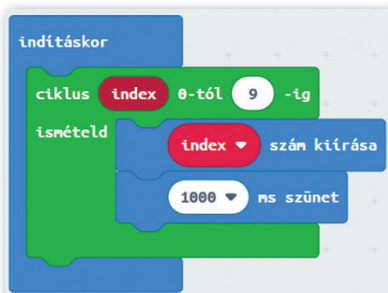 indításkor
ciklus index 0-tól 9 -ig
ismételd
index szám kiírása
1000 ms szünet